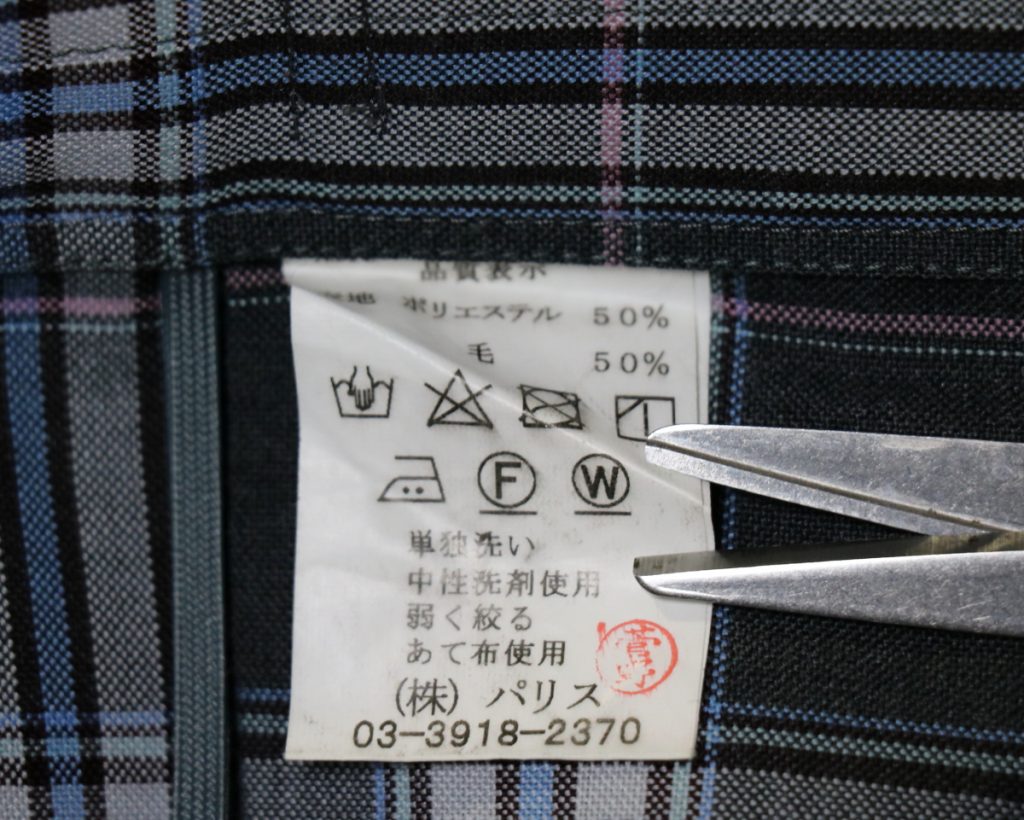 品質表示
ポリエステル 50%
毛 50%
F W
単独洗い
中性洗剤使用
弱く絞る
あて布使用
(株) パリス
03-3918-2370